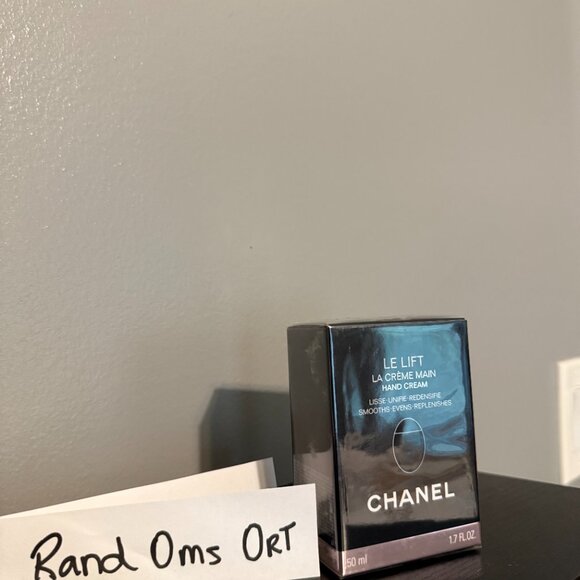 LE LIFT
LA CRÈME MAIN
HAND CREAM
LISSE·UNIFIE·REDENSIFIE
SMOOTHS·EVENS·REPLENISHES
CHANEL
50 ml 1.7 FL.OZ.
Rand Oms ORT